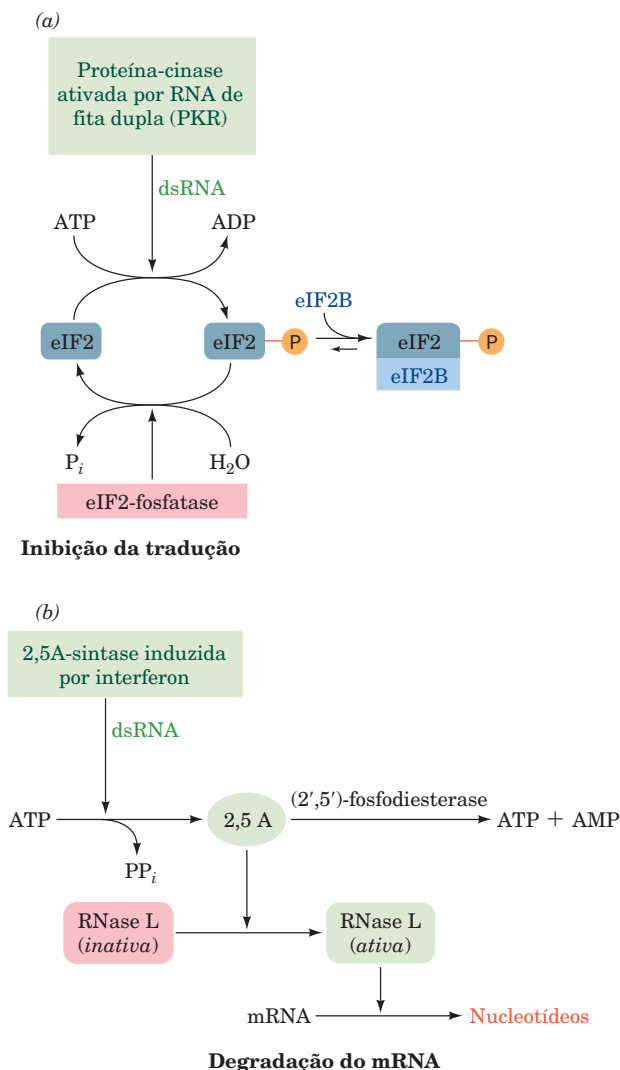 (a)
Proteína-cinase
ativada por RNA de
fita dupla (PKR)
dsRNA
ATP
ADP
eIF2B
eIF2
eIF2
P
eIF2
P
eIF2B
Pi
H2O
eIF2-fosfatase
Inibição da tradução
(b)
2,5A-sintase induzida
por interferon
dsRNA
(2′,5′)-fosfodiesterase
ATP
2,5 A
ATP + AMP
PPi
RNase L
(inativa)
RNase L
(ativa)
mRNA
Nucleotídeos
Degradação do mRNA